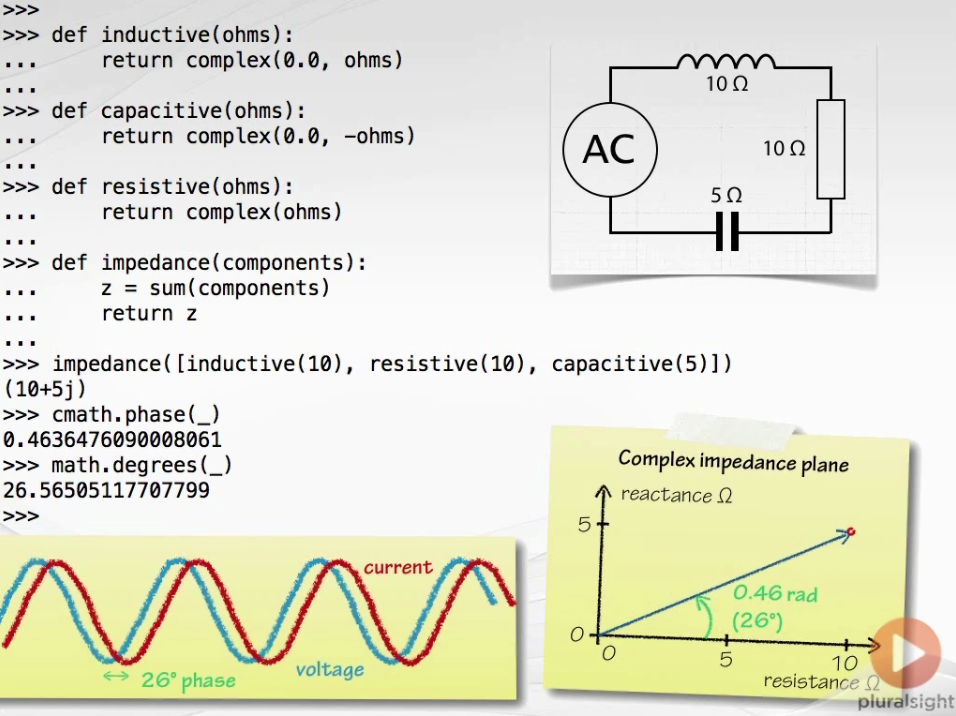 >>>
>>> def inductive(ohms):
...     return complex(0.0, ohms)
...
>>> def capacitive(ohms):
...     return complex(0.0, -ohms)
...
>>> def resistive(ohms):
...     return complex(ohms)
...
>>> def impedance(components):
...     z = sum(components)
...     return z
...
>>> impedance([inductive(10), resistive(10), capacitive(5)])
(10+5j)
>>> cmath.phase(_)
0.4636476090008061
>>> math.degrees(_)
26.56505117707799
>>>
10 Ω
AC
10 Ω
5 Ω
current
voltage
26° phase
Complex impedance plane
reactance Ω
5
0.46 rad
(26°)
0
0
5
10
resistance Ω
pluralsight